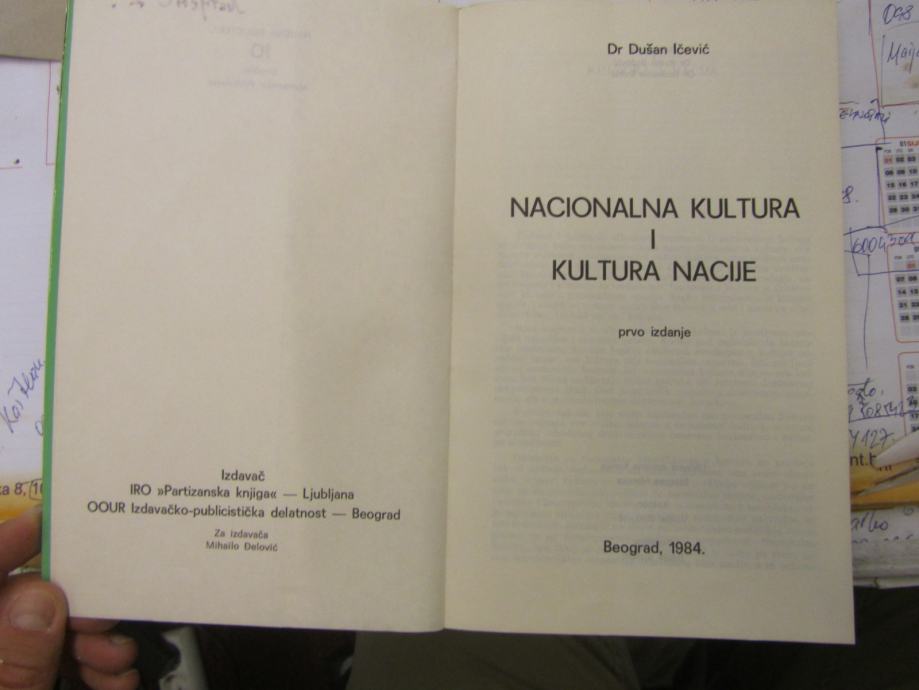 Izdavač
IRO »Partizanska knjiga« — Ljubljana
OOUR Izdavačko-publicistička delatnost — Beograd
Za izdavača
Mihailo Đelović
Dr Dušan Ičević
NACIONALNA KULTURA
I
KULTURA NACIJE
prvo izdanje
Beograd, 1984.